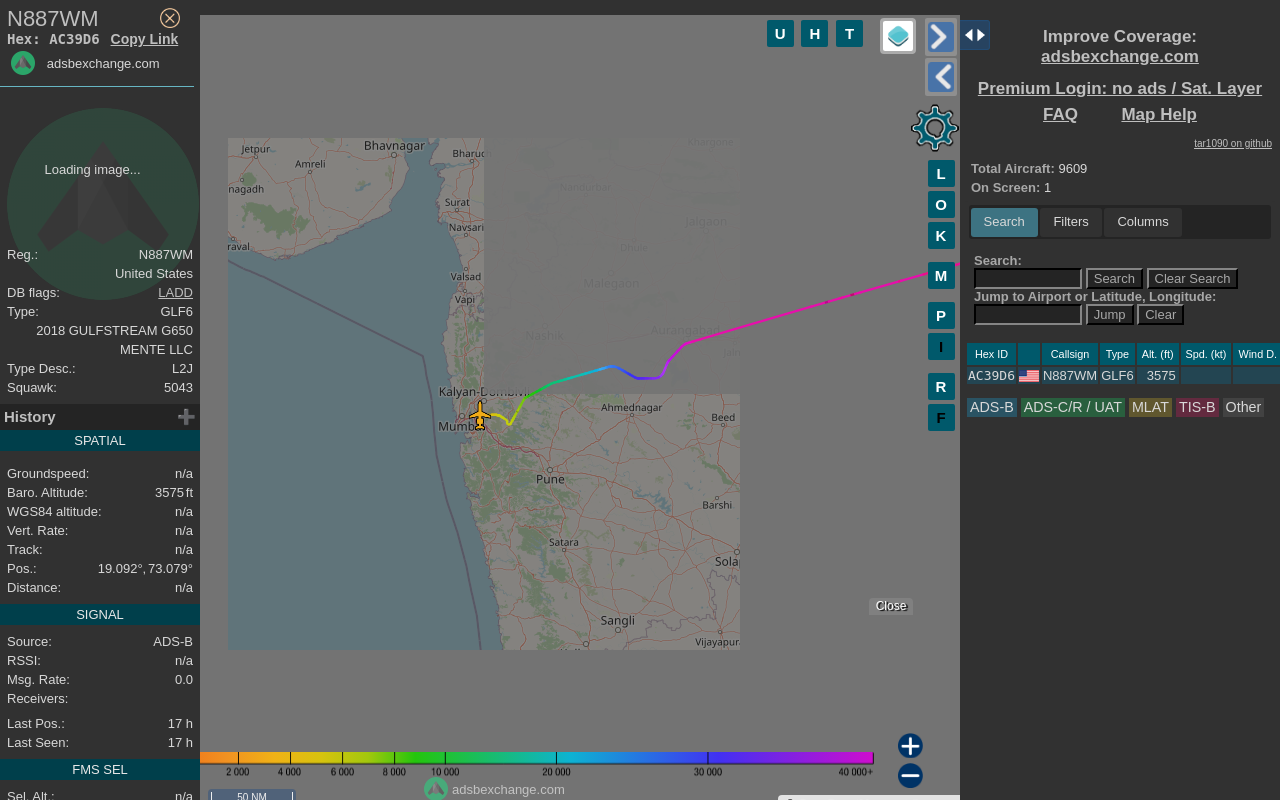 N887WM
Hex: AC39D6 Copy Link
adsbexchange.com
Loading image...
Reg.: N887WM
United States
DB flags: LADD
Type: GLF6
2018 GULFSTREAM G650
MENTE LLC
Type Desc.: L2J
Squawk: 5043
History
SPATIAL
Groundspeed: n/a
Baro. Altitude: 3575 ft
WGS84 altitude: n/a
Vert. Rate: n/a
Track: n/a
Pos.: 19.092°, 73.079°
Distance: n/a
SIGNAL
Source: ADS-B
RSSI: n/a
Msg. Rate: 0.0
Receivers:
Last Pos.: 17 h
Last Seen: 17 h
FMS SEL
Sel. Alt.: n/a
U H T
L
O
K
M
P
I
R
F
Jetpur
Bhavnagar
Bharuc
Amreli
nagadh
Nandurbar
Surat
Jalgaon
Navsari
raval
Dhule
Valsad
Malegaon
Vapi
Nashik
Aurangabad
Kalyan-Dombivli
Ahmednagar
Beed
Mumbai
Pune
Barshi
Satara
Sola
Sangli
Vijayapur
Close
2 000 4 000 6 000 8 000 10 000 20 000 30 000 40 000+
adsbexchange.com
50 NM
Improve Coverage:
adsbexchange.com
Premium Login: no ads / Sat. Layer
FAQ Map Help
tar1090 on github
Total Aircraft: 9609
On Screen: 1
Search Filters Columns
Search:
Search Clear Search
Jump to Airport or Latitude, Longitude:
Jump Clear
Hex ID Callsign Type Alt. (ft) Spd. (kt) Wind D.
AC39D6 N887WM GLF6 3575
ADS-B ADS-C/R / UAT MLAT TIS-B Other